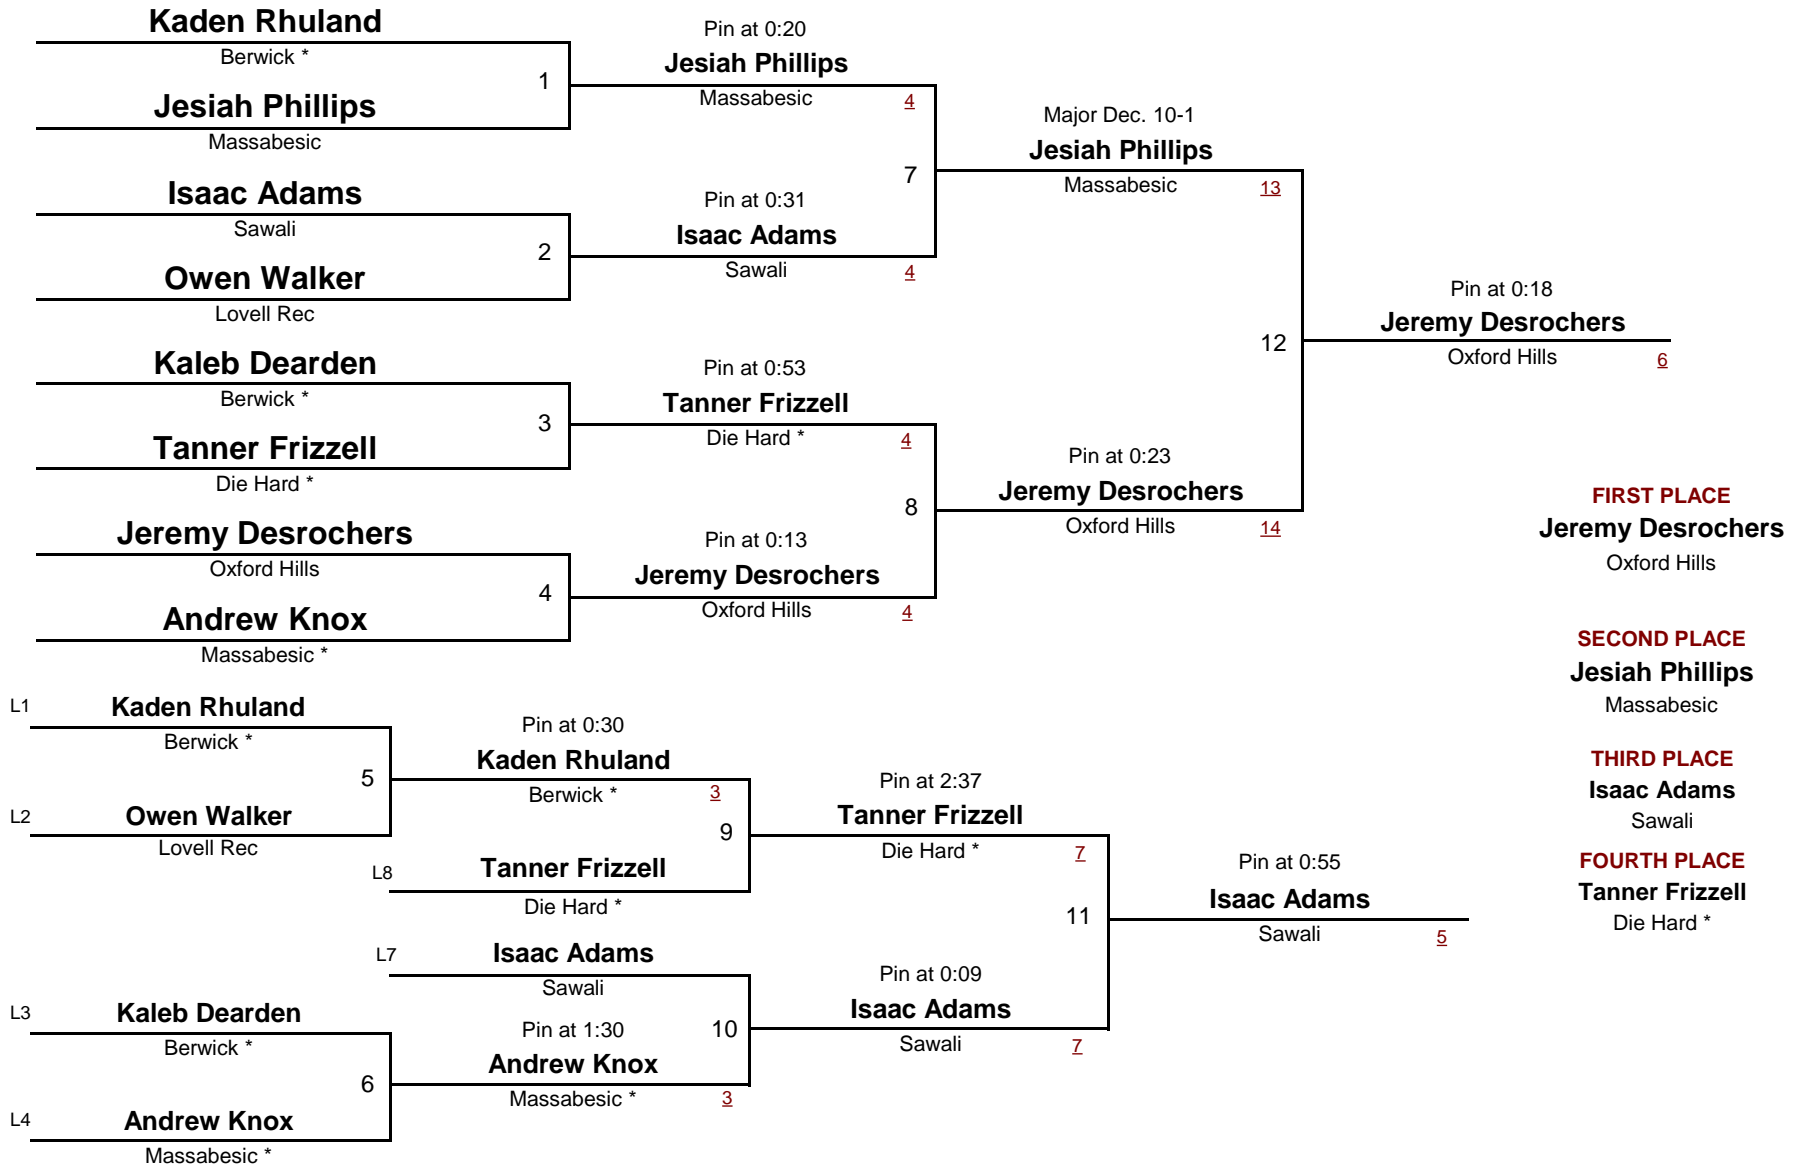 Kaden Rhuland
Berwick *
1
Jesiah Phillips
Massabesic
Isaac Adams
Sawali
2
Owen Walker
Lovell Rec
Kaleb Dearden
Berwick *
3
Tanner Frizzell
Die Hard *
Jeremy Desrochers
Oxford Hills
4
Andrew Knox
Massabesic *
Pin at 0:20
Jesiah Phillips
Massabesic
4
7
Pin at 0:31
Isaac Adams
Sawali
4
Pin at 0:53
Tanner Frizzell
Die Hard *
4
8
Pin at 0:13
Jeremy Desrochers
Oxford Hills
4
Major Dec. 10-1
Jesiah Phillips
Massabesic
13
12
Pin at 0:23
Jeremy Desrochers
Oxford Hills
14
Pin at 0:18
Jeremy Desrochers
Oxford Hills
6
FIRST PLACE
Jeremy Desrochers
Oxford Hills
SECOND PLACE
Jesiah Phillips
Massabesic
THIRD PLACE
Isaac Adams
Sawali
FOURTH PLACE
Tanner Frizzell
Die Hard *
L1
Kaden Rhuland
Berwick *
5
L2
Owen Walker
Lovell Rec
L3
Kaleb Dearden
Berwick *
6
L4
Andrew Knox
Massabesic *
Pin at 0:30
Kaden Rhuland
Berwick *
3
9
L8
Tanner Frizzell
Die Hard *
L7
Isaac Adams
Sawali
10
Pin at 1:30
Andrew Knox
Massabesic *
3
Pin at 2:37
Tanner Frizzell
Die Hard *
7
11
Pin at 0:09
Isaac Adams
Sawali
7
Pin at 0:55
Isaac Adams
Sawali
5